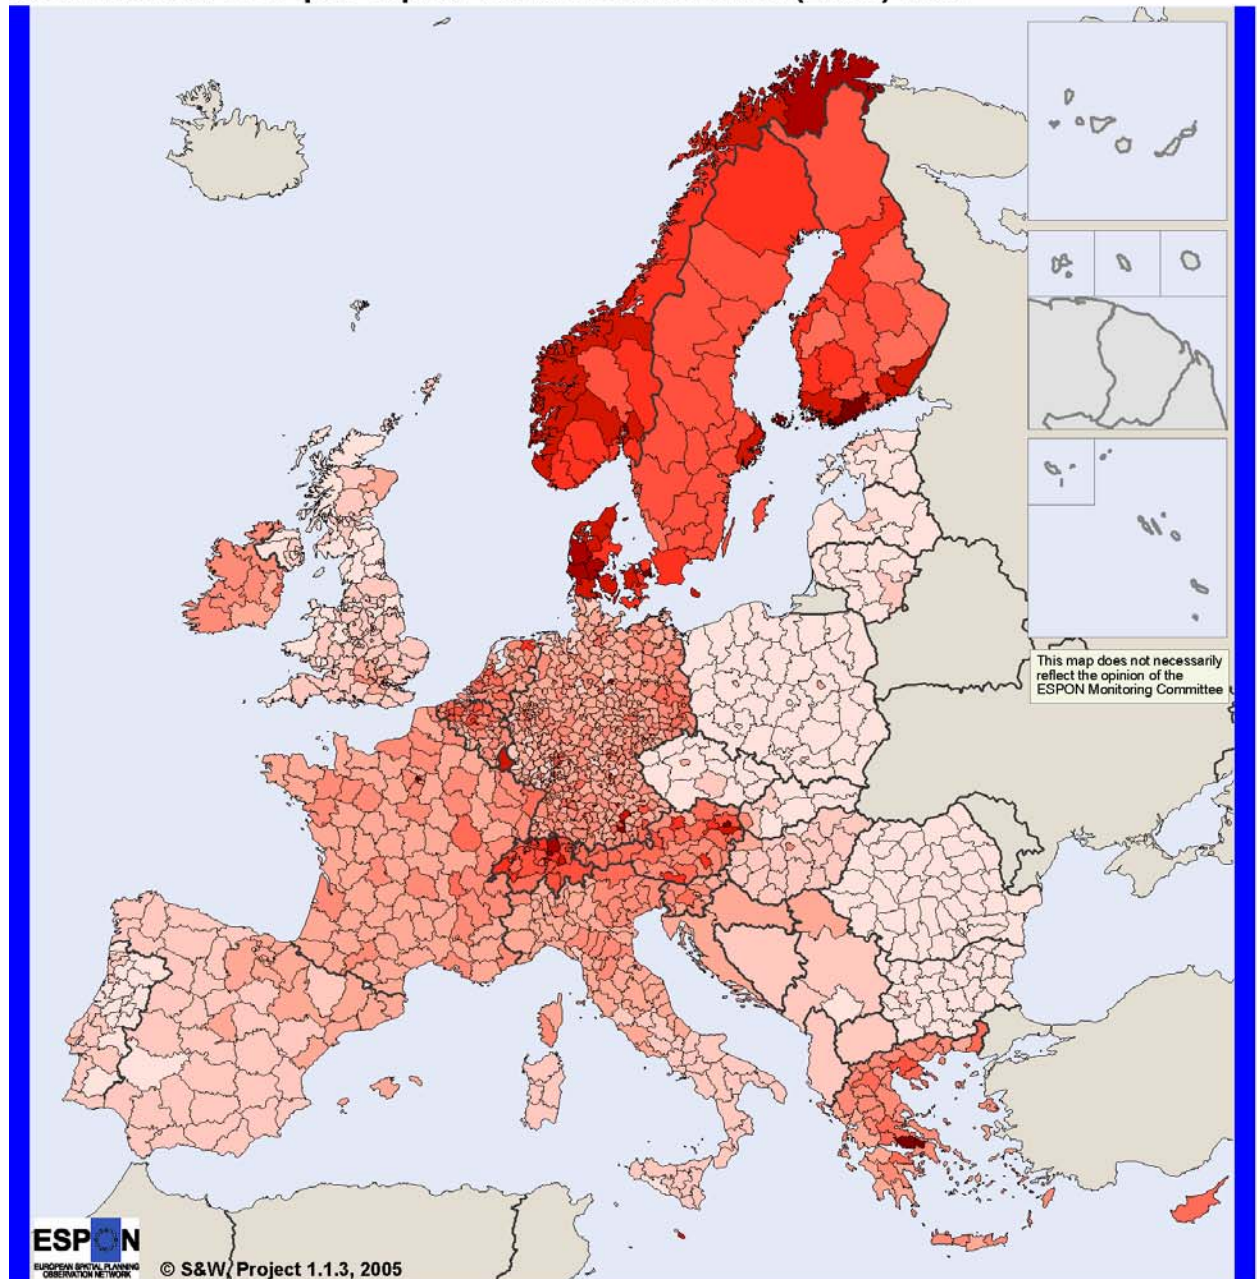 This map does not necessarily
reflect the opinion of the
ESPON Monitoring Committee
ESPON
EUROPEAN SPATIAL PLANNING
OBSERVATION NETWORK
© S&W, Project 1.1.3, 2005